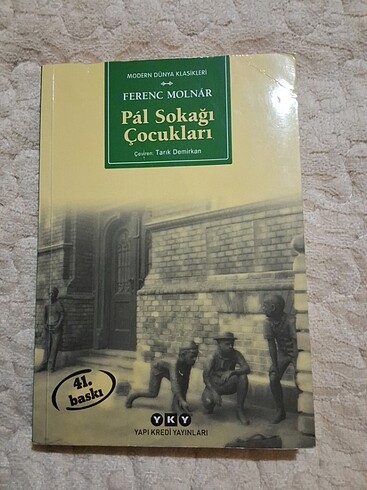 MODERN DÜNYA KLASİKLERİ
FERENC MOLNÁR
Pál Sokağı
Çocukları
Çeviren: Tarık Demirkan
41.
baskı
YKY
YAPI KREDİ YAYINLARI